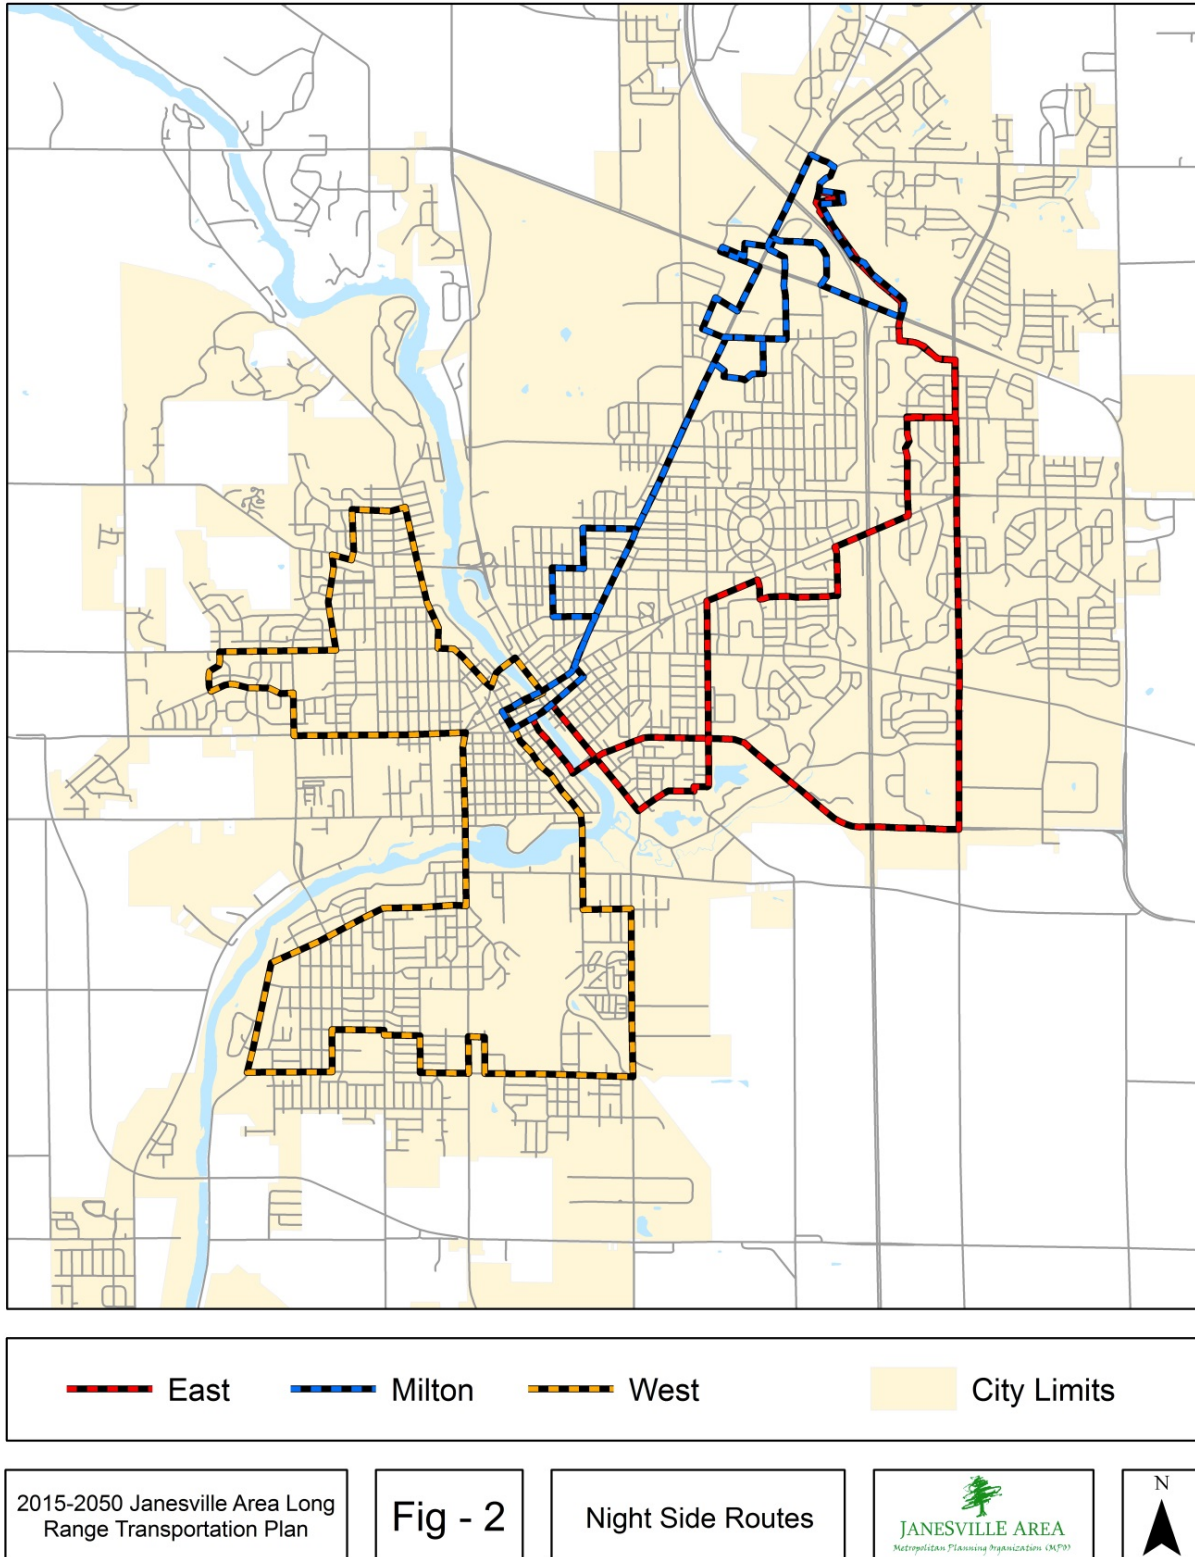 East
Milton
West
City Limits
2015-2050 Janesville Area Long
Range Transportation Plan
Fig - 2
Night Side Routes
JANESVILLE AREA
Metropolitan Planning Organization (MPO)
N